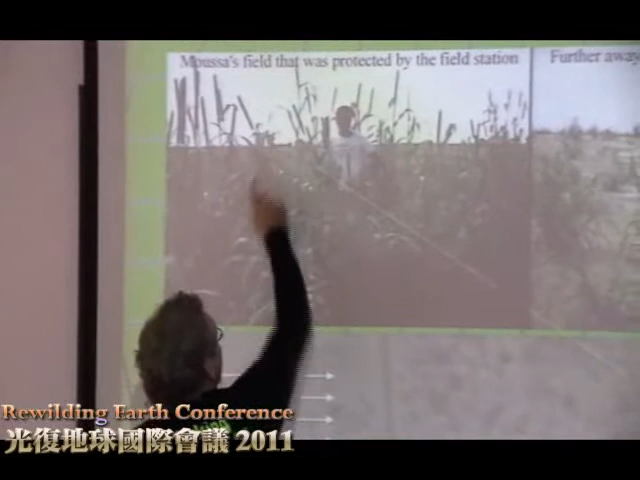 Moussa's field that was protected by the field station
Further away
Rewilding Earth Conference
光復地球國際會議 2011